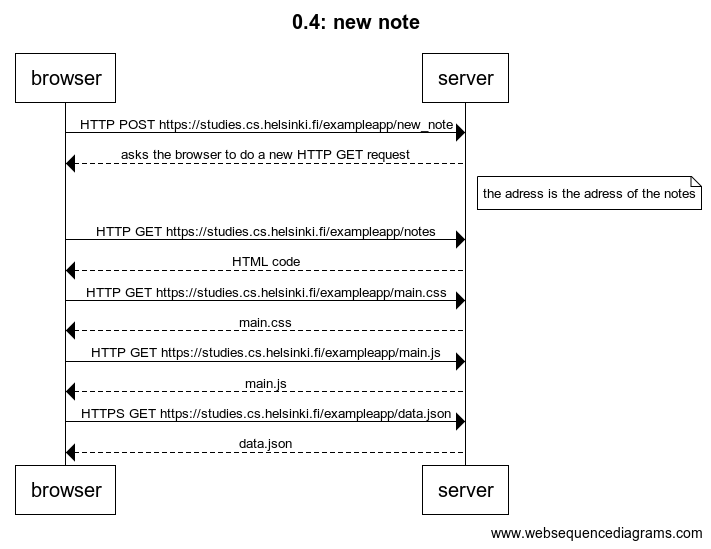 0.4: new note
browser
server
HTTP POST https://studies.cs.helsinki.fi/exampleapp/new_note
asks the browser to do a new HTTP GET request
the adress is the adress of the notes
HTTP GET https://studies.cs.helsinki.fi/exampleapp/notes
HTML code
HTTP GET https://studies.cs.helsinki.fi/exampleapp/main.css
main.css
HTTP GET https://studies.cs.helsinki.fi/exampleapp/main.js
main.js
HTTPS GET https://studies.cs.helsinki.fi/exampleapp/data.json
data.json
browser
server
www.websequencediagrams.com